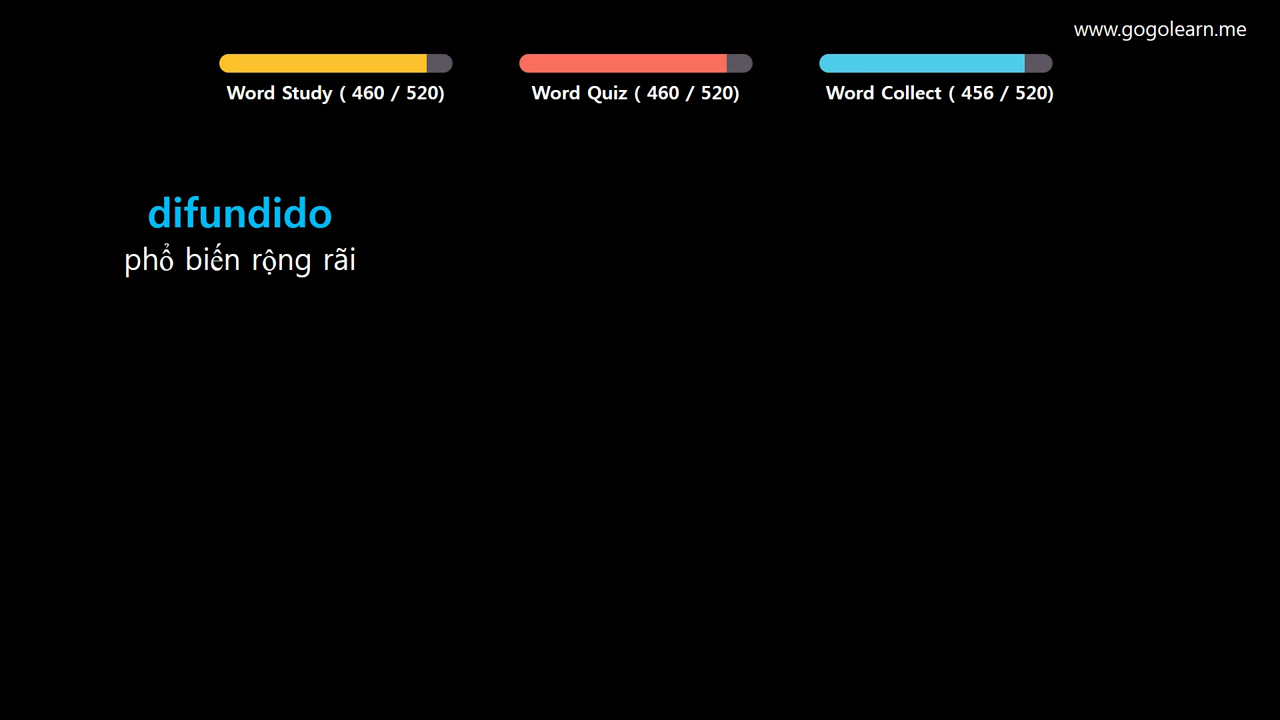 www.gogolearn.me
Word Study ( 460 / 520)
Word Quiz ( 460 / 520)
Word Collect ( 456 / 520)
difundido
phổ biến rộng rãi